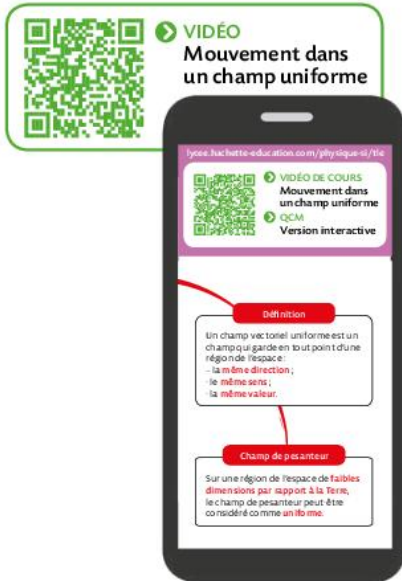 VIDÉO
Mouvement dans
un champ uniforme
lycee.hachette-education.com/physique-si/tle
VIDÉO DE COURS
Mouvement dans
un champ uniforme
QCM
Version interactive
Définition
Un champ vectoriel uniforme est un
champ qui garde en tout point d'une
région de l'espace :
- la même direction ;
- le même sens ;
- la même valeur.
Champ de pesanteur
Sur une région de l'espace de faibles
dimensions par rapport à la Terre,
le champ de pesanteur peut être
considéré comme uniforme.